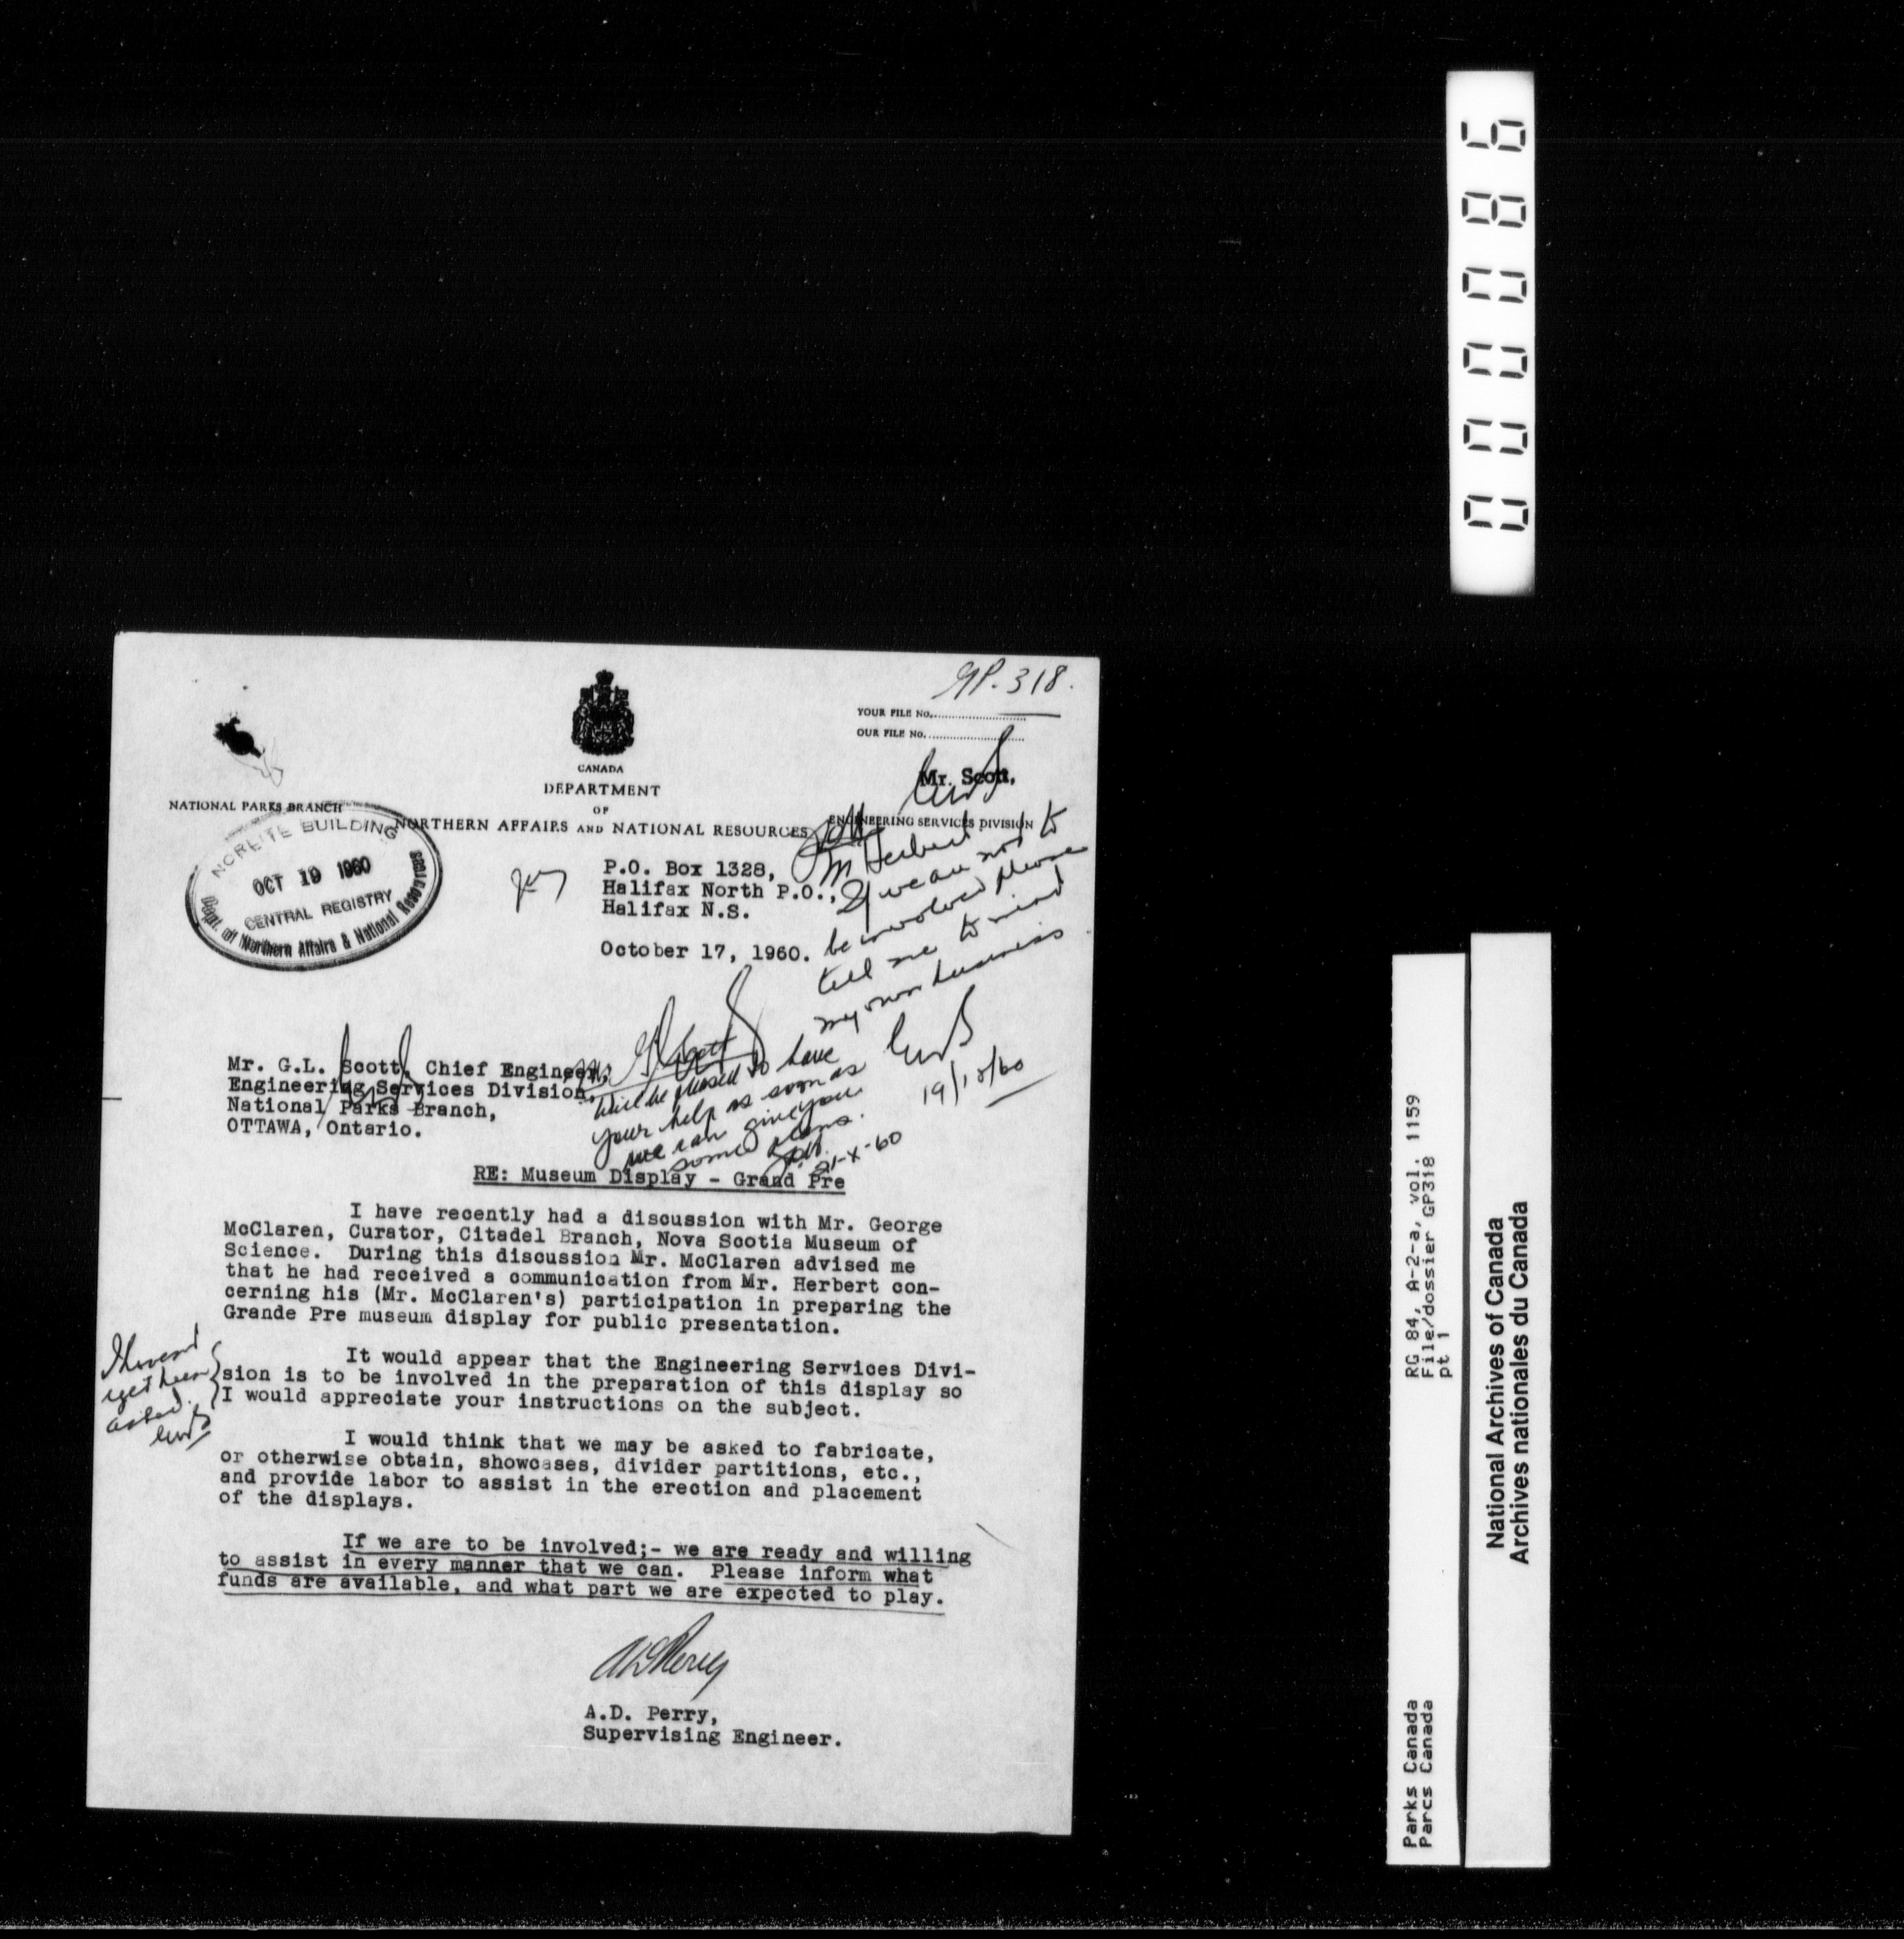 GP.318.
YOUR FILE No.
OUR FILE No.
CANADA
DEPARTMENT
OF
NORTHERN AFFAIRS AND NATIONAL RESOURCES
NATIONAL PARKS BRANCH
ENGINEERING SERVICES DIVISION
Mr. Scott,
NORLITE BUILDING
OCT 19 1960
CENTRAL REGISTRY
Dept. of Northern Affairs & National Resources
P.O. Box 1328,
Halifax North P.O.,
Halifax N.S.
October 17, 1960.
Mr Herbert
If we are not to
be involved please
tell me to mind
my own business
19/10/60
Mr. G.L. Scott, Chief Engineer,
Engineering Services Division,
National Parks Branch,
OTTAWA, Ontario.
Mr. Scott
Will be pleased to have
your help as soon as
we can give you
some plans.
21-X-60
RE: Museum Display - Grand Pre
I have recently had a discussion with Mr. George
McClaren, Curator, Citadel Branch, Nova Scotia Museum of
Science. During this discussion Mr. McClaren advised me
that he had received a communication from Mr. Herbert con-
cerning his (Mr. McClaren's) participation in preparing the
Grande Pre museum display for public presentation.
It would appear that the Engineering Services Divi-
sion is to be involved in the preparation of this display so
I would appreciate your instructions on the subject.
I haven't
yet been
asked.
I would think that we may be asked to fabricate,
or otherwise obtain, showcases, divider partitions, etc.,
and provide labor to assist in the erection and placement
of the displays.
If we are to be involved;- we are ready and willing
to assist in every manner that we can. Please inform what
funds are available, and what part we are expected to play.
ADPerry
A.D. Perry,
Supervising Engineer.
000086
RG 84, A-2-a, vol. 1159
File/dossier GP318
pt 1
Parks Canada
Parcs Canada
National Archives of Canada
Archives nationales du Canada